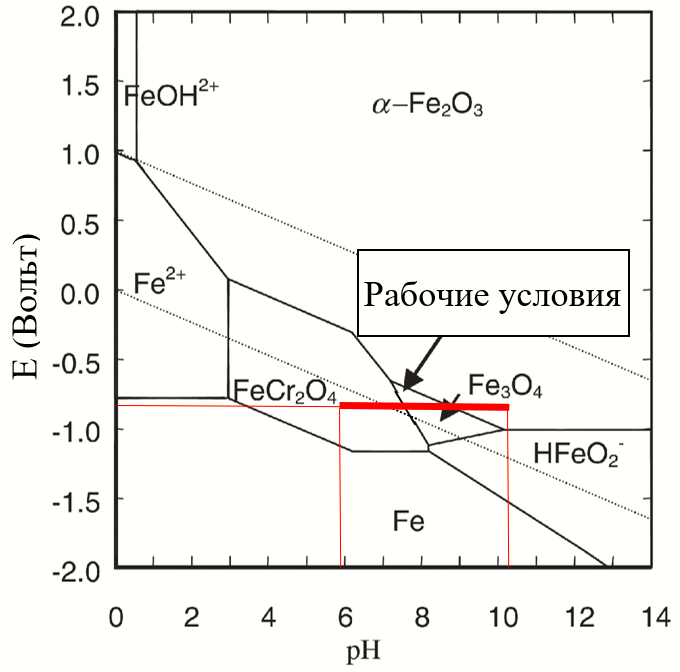 2.0
1.5
1.0
0.5
0.0
-0.5
-1.0
-1.5
-2.0
E (Вольт)
FeOH²⁺
α–Fe₂O₃
Fe²⁺
Рабочие условия
FeCr₂O₄
Fe₃O₄
HFeO₂⁻
Fe
0 2 4 6 8 10 12 14
pH